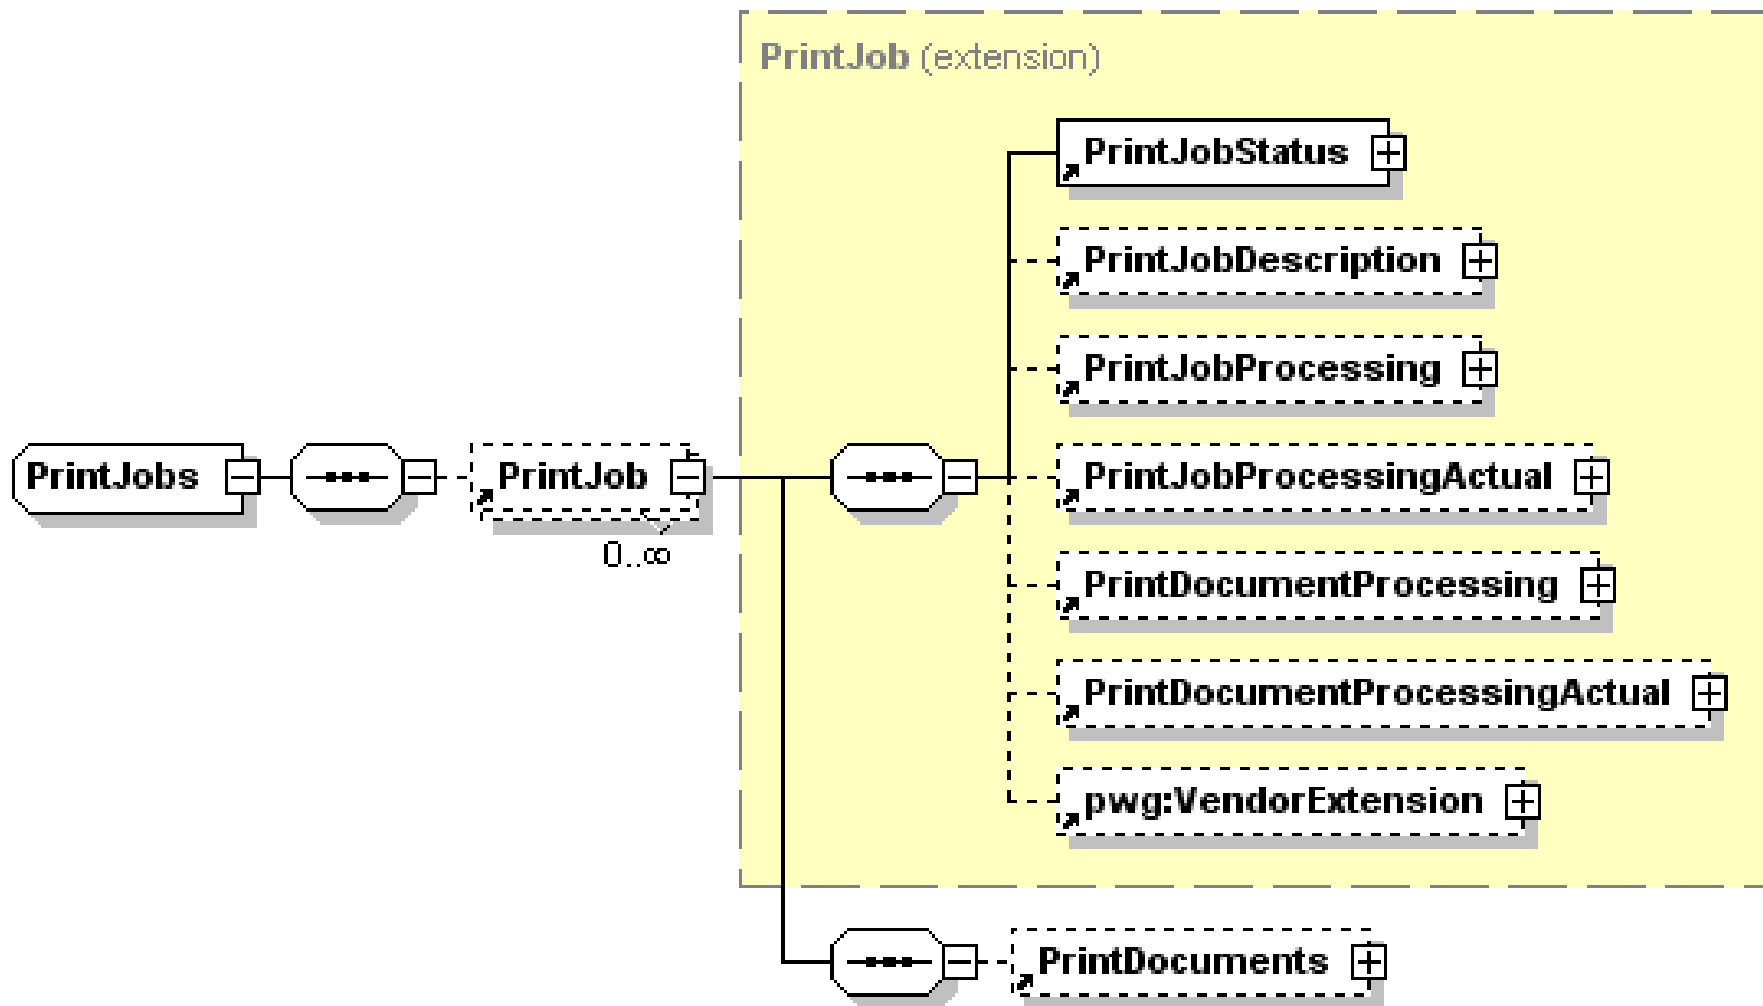 PrintJob (extension)
PrintJobStatus
PrintJobDescription
PrintJobProcessing
PrintJobs
PrintJob
0..∞
PrintJobProcessingActual
PrintDocumentProcessing
PrintDocumentProcessingActual
pwg:VendorExtension
PrintDocuments